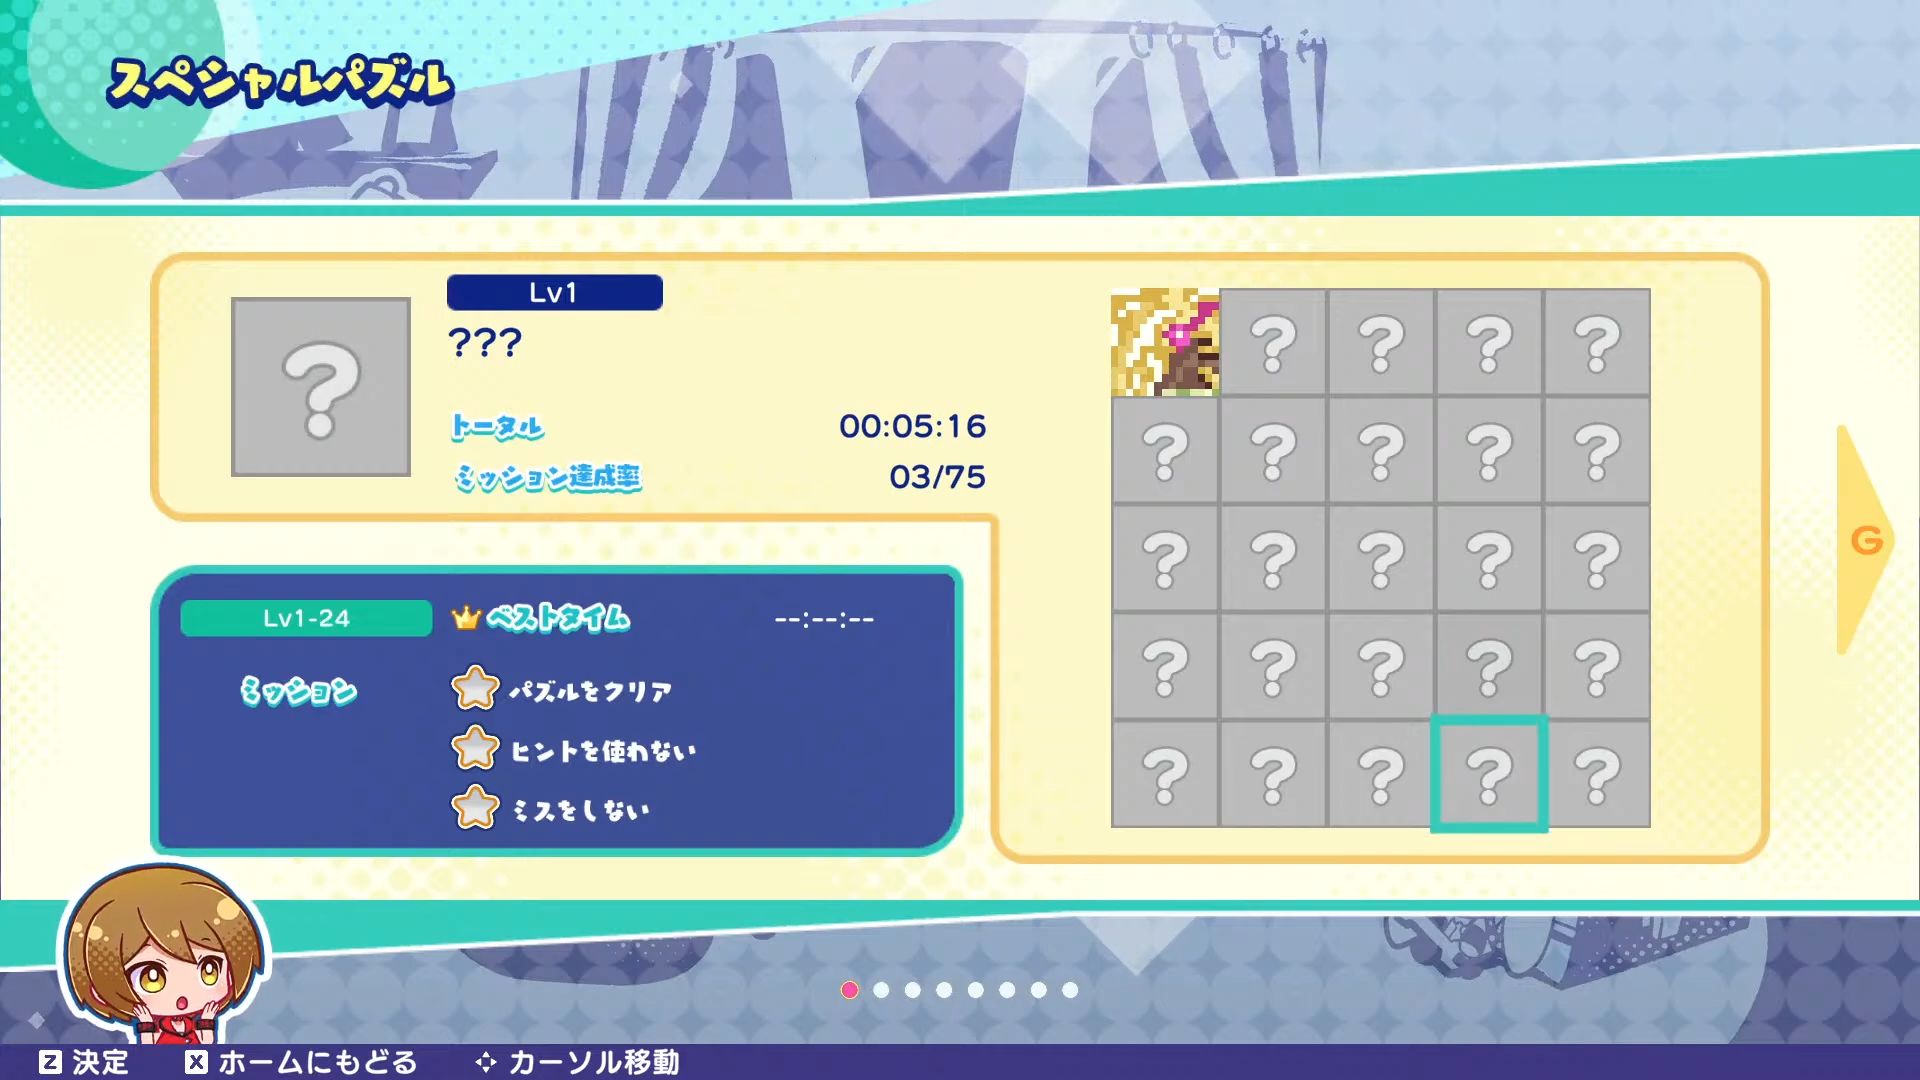 スペシャルパズル
Lv1
???
トータル 00:05:16
ミッション達成率 03/75
Lv1-24
ベストタイム --:--:--
ミッション
パズルをクリア
ヒントを使わない
ミスをしない
G
Z 決定 X ホームにもどる カーソル移動